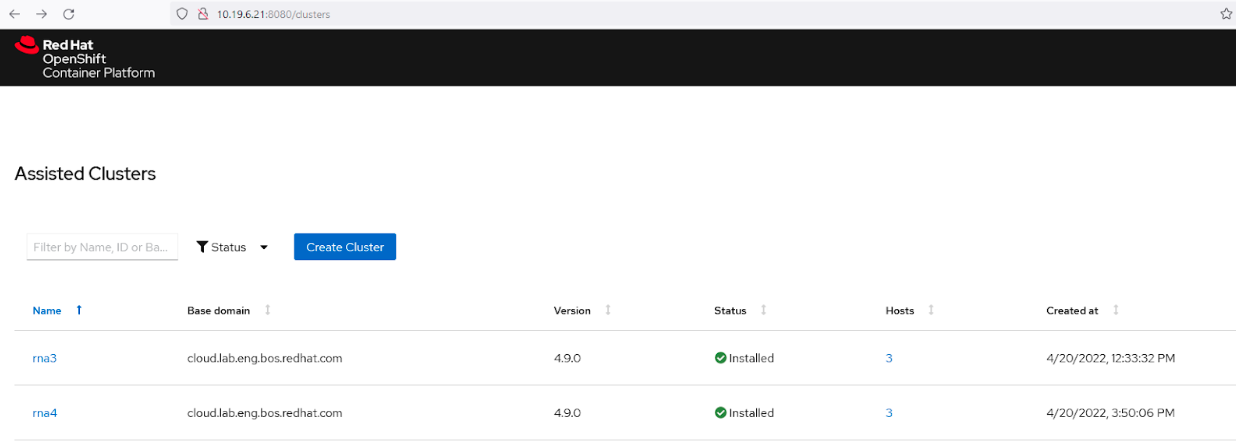 10.19.6.21:8080/clusters
Red Hat
OpenShift
Container Platform
Assisted Clusters
Filter by Name, ID or Ba... Status Create Cluster
Name Base domain Version Status Hosts Created at
rna3 cloud.lab.eng.bos.redhat.com 4.9.0 Installed 3 4/20/2022, 12:33:32 PM
rna4 cloud.lab.eng.bos.redhat.com 4.9.0 Installed 3 4/20/2022, 3:50:06 PM